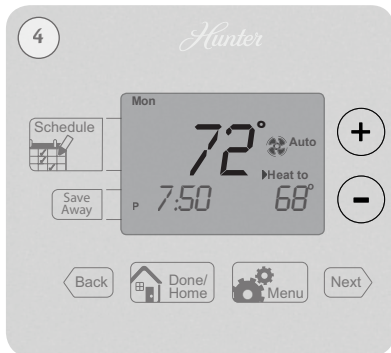 4
Hunter
Mon
72°
Auto
Heat to
P 7:50 68°
Schedule
Save
Away
+
-
Back
Done/
Home
Menu
Next